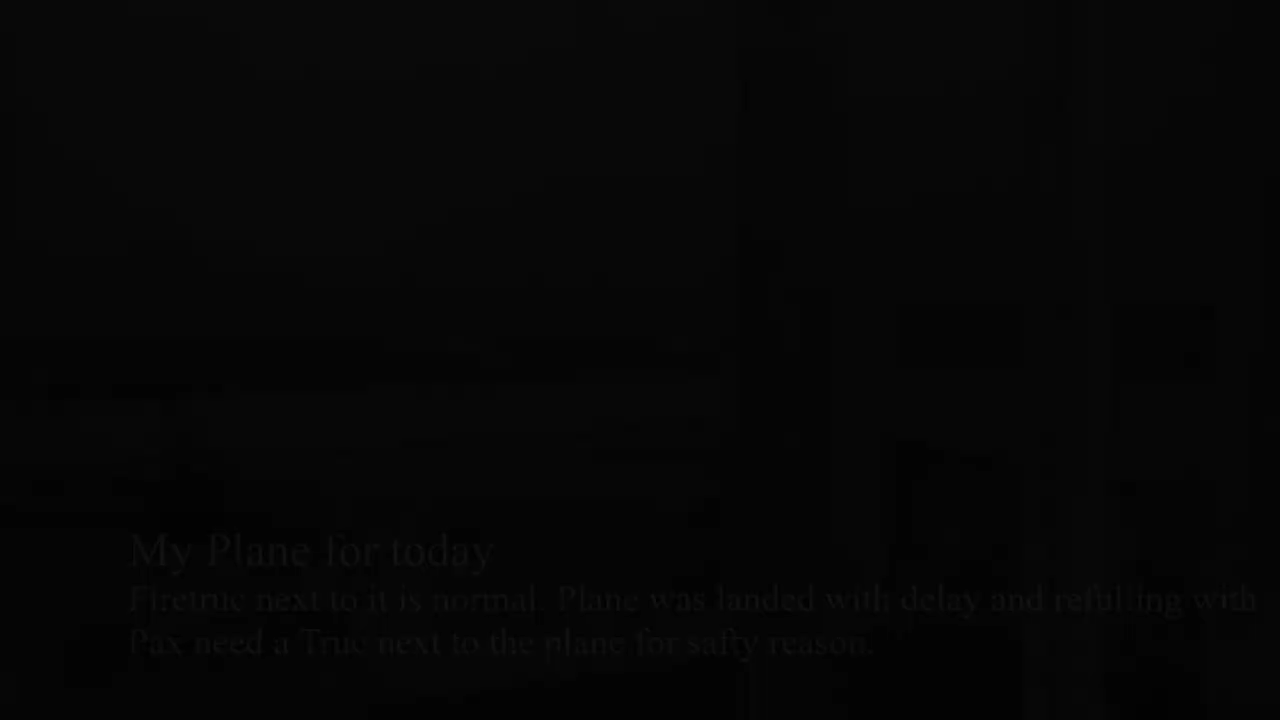 My Plane for today
Firetruc next to it is normal. Plane was landed with delay and refulling with
Pax need a Truc next to the plane for safty reason.